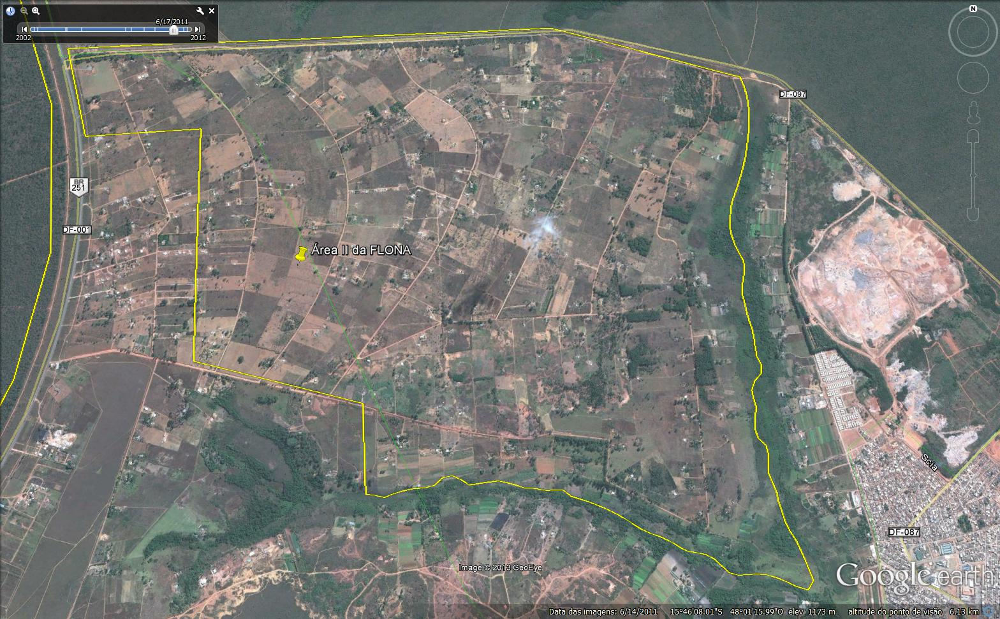 6/17/2011
2002
2012
N
DF-097
BR
251
DF-001
Área II da FLONA
Scia
DF-087
Image © 2013 GeoEye
Google earth
Data das imagens: 6/14/2011 15°46'08.01"S 48°01'15.99"O elev 1173 m altitude do ponto de visão 6.13 km